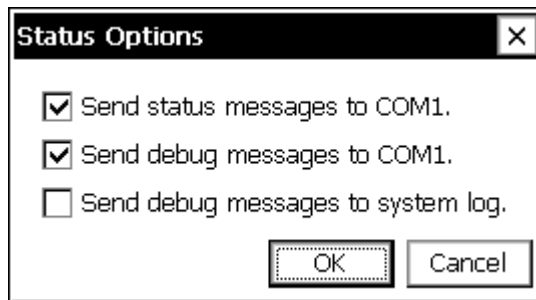 Status Options
Send status messages to COM1.
Send debug messages to COM1.
Send debug messages to system log.
OK Cancel